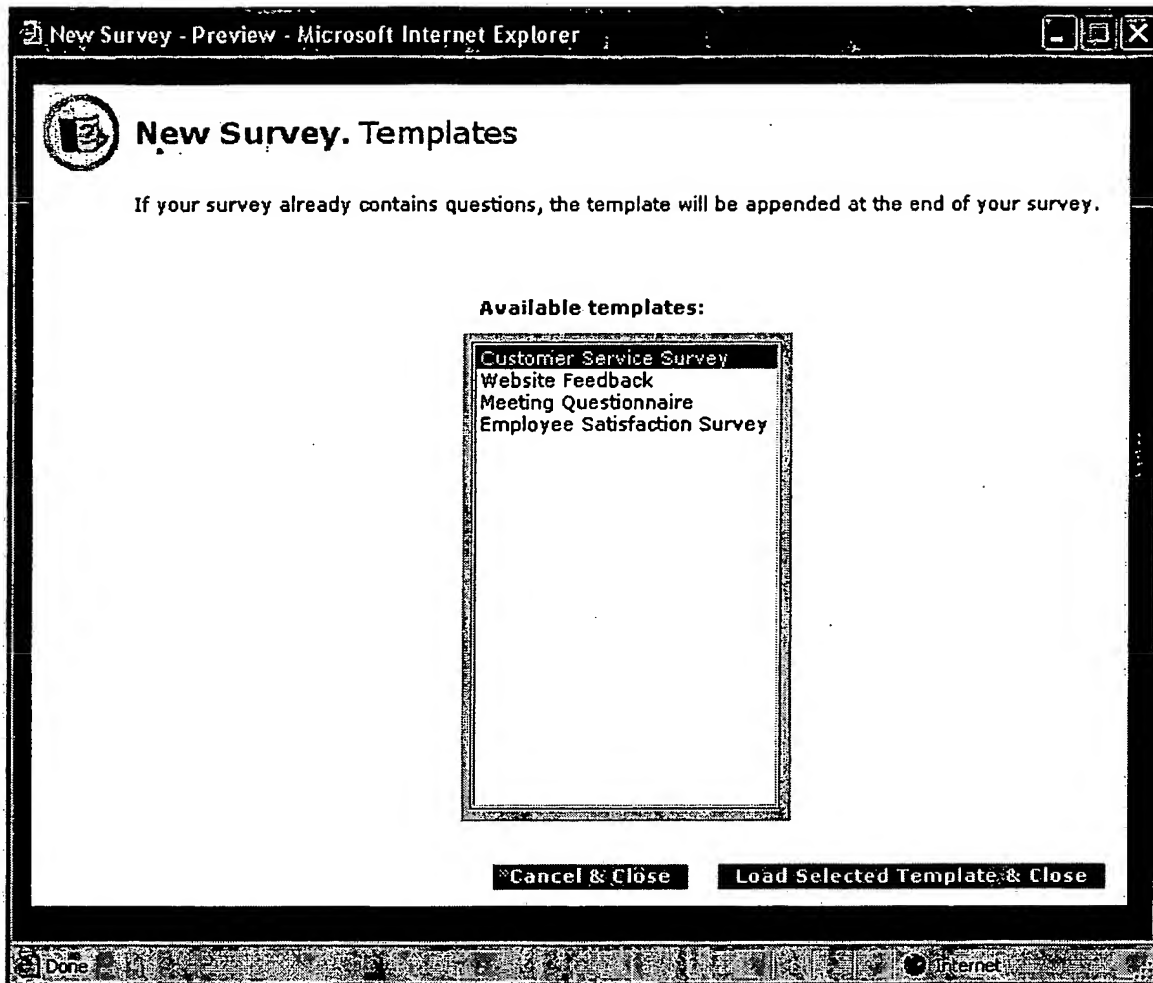 New Survey - Preview - Microsoft Internet Explorer
New Survey. Templates
If your survey already contains questions, the template will be appended at the end of your survey.
Available templates:
Customer Service Survey
Website Feedback
Meeting Questionnaire
Employee Satisfaction Survey
Cancel & Close
Load Selected Template & Close
Done
Internet